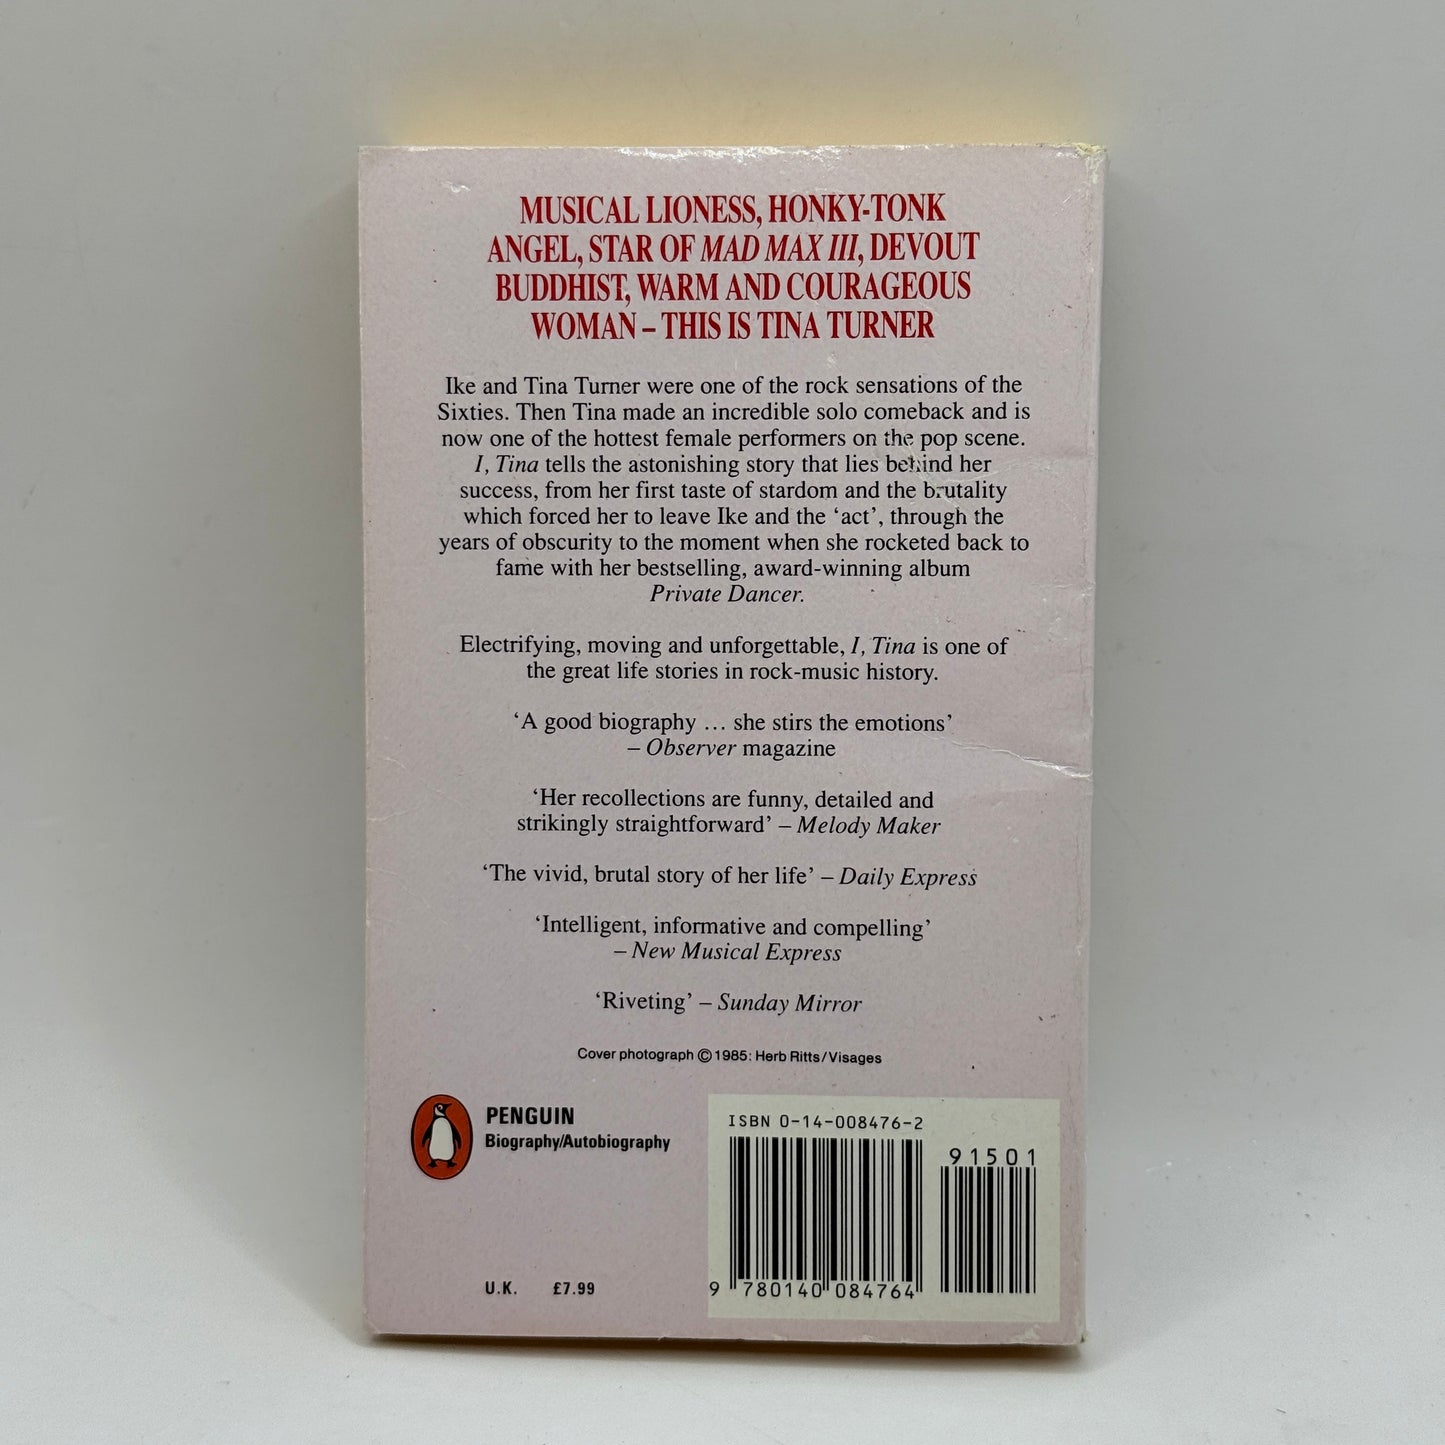 MUSICAL LIONESS, HONKY-TONK
ANGEL, STAR OF MAD MAX III, DEVOUT
BUDDHIST, WARM AND COURAGEOUS
WOMAN – THIS IS TINA TURNER
Ike and Tina Turner were one of the rock sensations of the
Sixties. Then Tina made an incredible solo comeback and is
now one of the hottest female performers on the pop scene.
I, Tina tells the astonishing story that lies behind her
success, from her first taste of stardom and the brutality
which forced her to leave Ike and the ‘act’, through the
years of obscurity to the moment when she rocketed back to
fame with her bestselling, award-winning album
Private Dancer.
Electrifying, moving and unforgettable, I, Tina is one of
the great life stories in rock-music history.
‘A good biography … she stirs the emotions’
– Observer magazine
‘Her recollections are funny, detailed and
strikingly straightforward’ – Melody Maker
‘The vivid, brutal story of her life’ – Daily Express
‘Intelligent, informative and compelling’
– New Musical Express
‘Riveting’ – Sunday Mirror
Cover photograph © 1985: Herb Ritts/Visages
PENGUIN
Biography/Autobiography
U.K. £7.99
ISBN 0-14-008476-2
91501
9 780140 084764